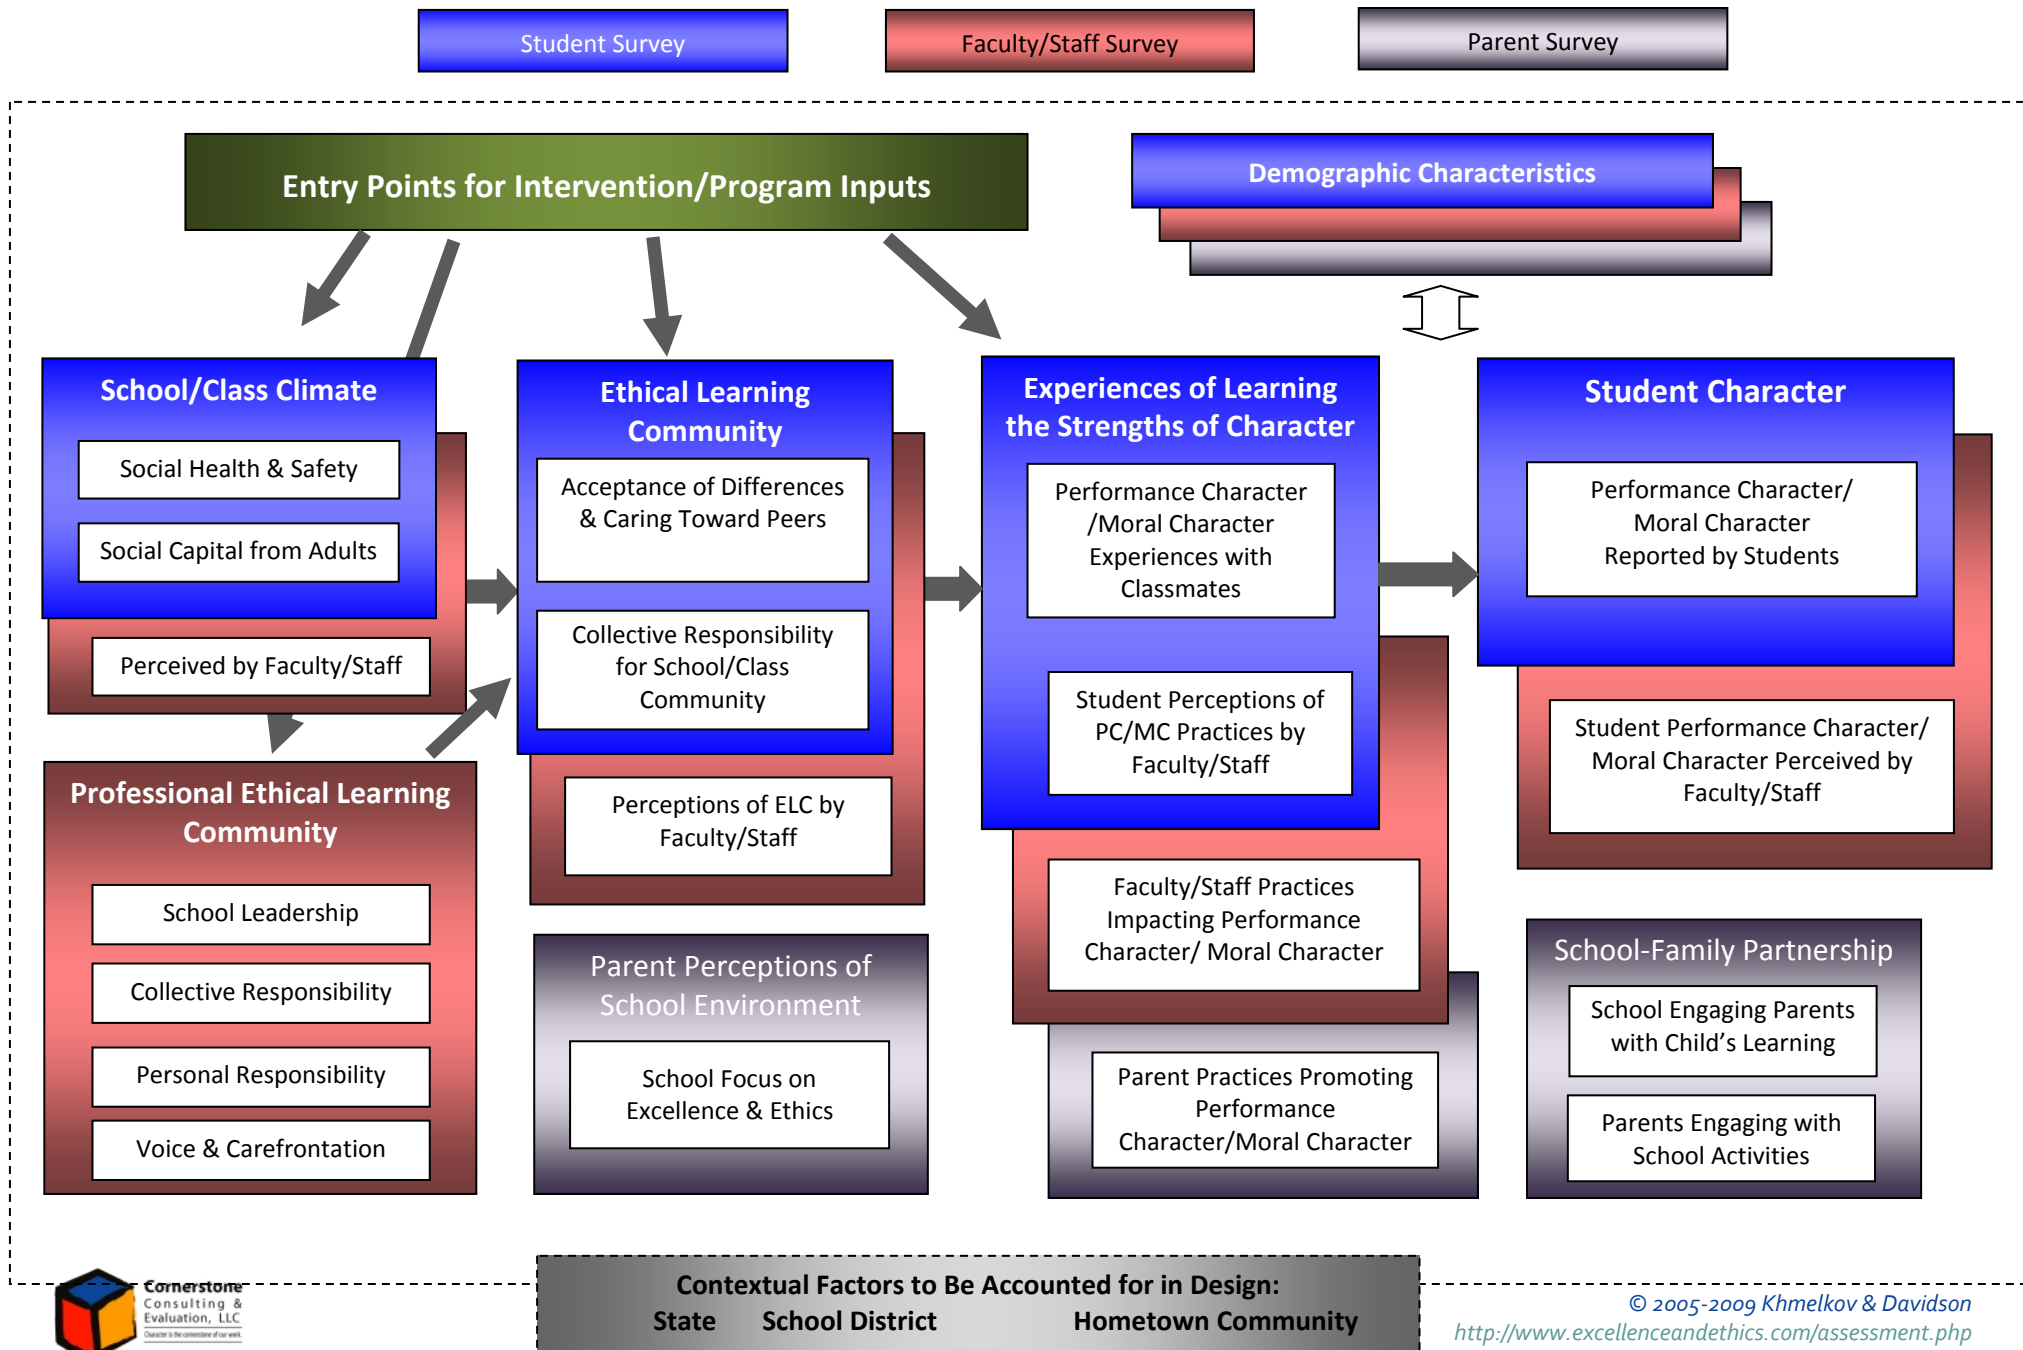 Student Survey
Faculty/Staff Survey
Parent Survey
Entry Points for Intervention/Program Inputs
Demographic Characteristics
School/Class Climate
Social Health & Safety
Social Capital from Adults
Perceived by Faculty/Staff
Professional Ethical Learning
Community
School Leadership
Collective Responsibility
Personal Responsibility
Voice & Carefrontation
Ethical Learning
Community
Acceptance of Differences
& Caring Toward Peers
Collective Responsibility
for School/Class
Community
Perceptions of ELC by
Faculty/Staff
Parent Perceptions of
School Environment
School Focus on
Excellence & Ethics
Experiences of Learning
the Strengths of Character
Performance Character
/Moral Character
Experiences with
Classmates
Student Perceptions of
PC/MC Practices by
Faculty/Staff
Faculty/Staff Practices
Impacting Performance
Character/ Moral Character
Parent Practices Promoting
Performance
Character/Moral Character
Student Character
Performance Character/
Moral Character
Reported by Students
Student Performance Character/
Moral Character Perceived by
Faculty/Staff
School-Family Partnership
School Engaging Parents
with Child’s Learning
Parents Engaging with
School Activities
Cornerstone
Consulting &
Evaluation, LLC
Character is the cornerstone of our work.
Contextual Factors to Be Accounted for in Design:
State School District Hometown Community
© 2005-2009 Khmelkov & Davidson
http://www.excellenceandethics.com/assessment.php